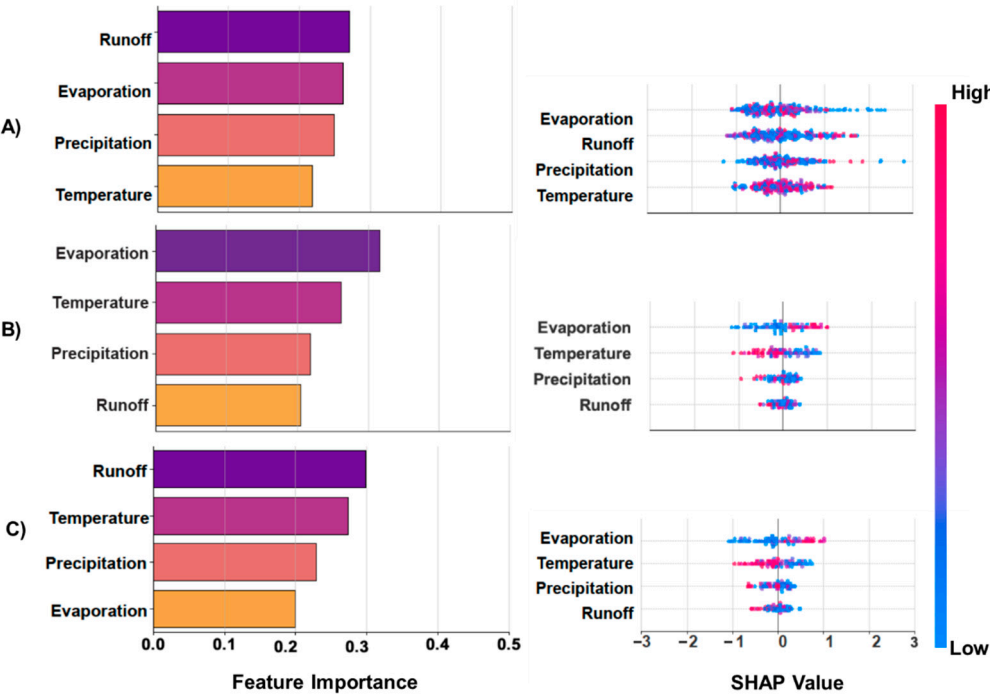 A)
Runoff
Evaporation
Precipitation
Temperature
Evaporation
Runoff
Precipitation
Temperature
High
B)
Evaporation
Temperature
Precipitation
Runoff
Evaporation
Temperature
Precipitation
Runoff
C)
Runoff
Temperature
Precipitation
Evaporation
Evaporation
Temperature
Precipitation
Runoff
Low
0.0 0.1 0.2 0.3 0.4 0.5
−3 −2 −1 0 1 2 3
Feature Importance
SHAP Value